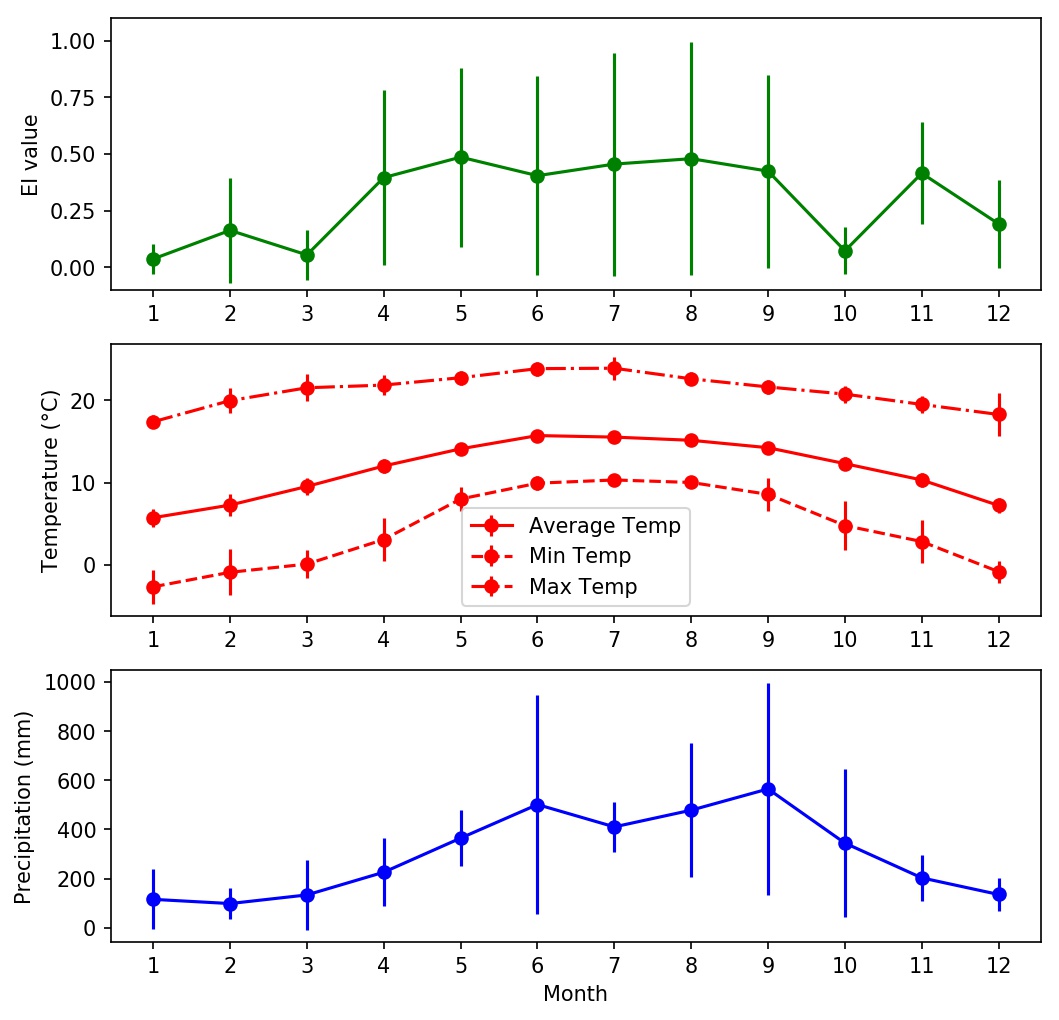 EI value
1.00
0.75
0.50
0.25
0.00
1 2 3 4 5 6 7 8 9 10 11 12
Temperature (°C)
20
10
0
Average Temp
Min Temp
Max Temp
1 2 3 4 5 6 7 8 9 10 11 12
Precipitation (mm)
1000
800
600
400
200
0
1 2 3 4 5 6 7 8 9 10 11 12
Month